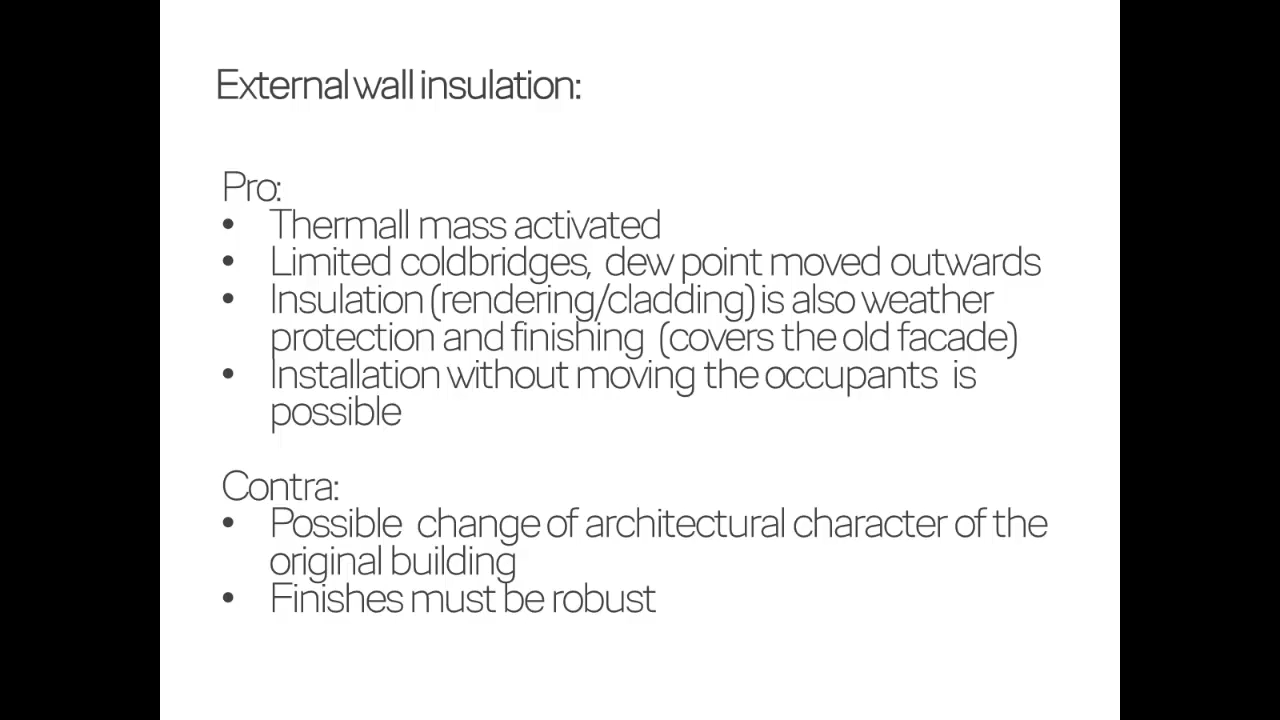 External wall insulation:
Pro:
• Thermall mass activated
• Limited coldbridges, dew point moved outwards
• Insulation (rendering/cladding) is also weather
protection and finishing (covers the old facade)
• Installation without moving the occupants is
possible
Contra:
• Possible change of architectural character of the
original building
• Finishes must be robust